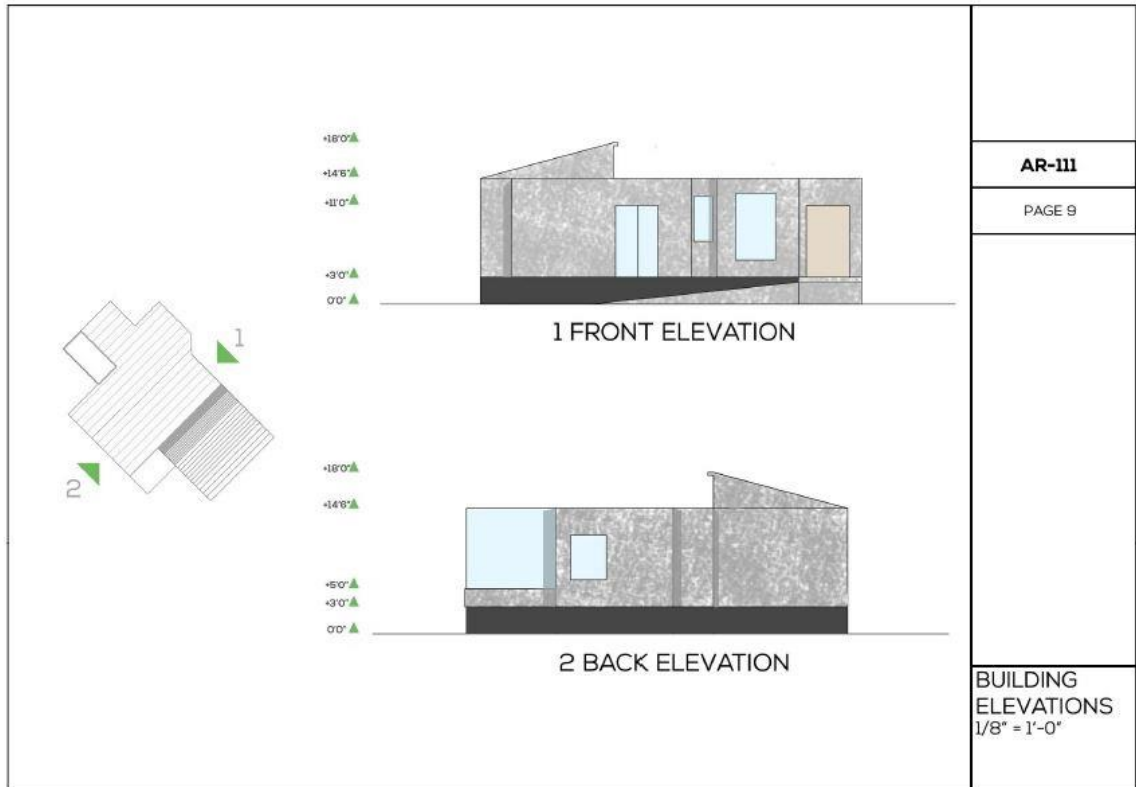 +18'0"
+14'6"
+11'0"
+3'0"
0'0"
1 FRONT ELEVATION
1
2
+18'0"
+14'6"
+5'0"
+3'0"
0'0"
2 BACK ELEVATION
AR-111
PAGE 9
BUILDING
ELEVATIONS
1/8" = 1'-0"